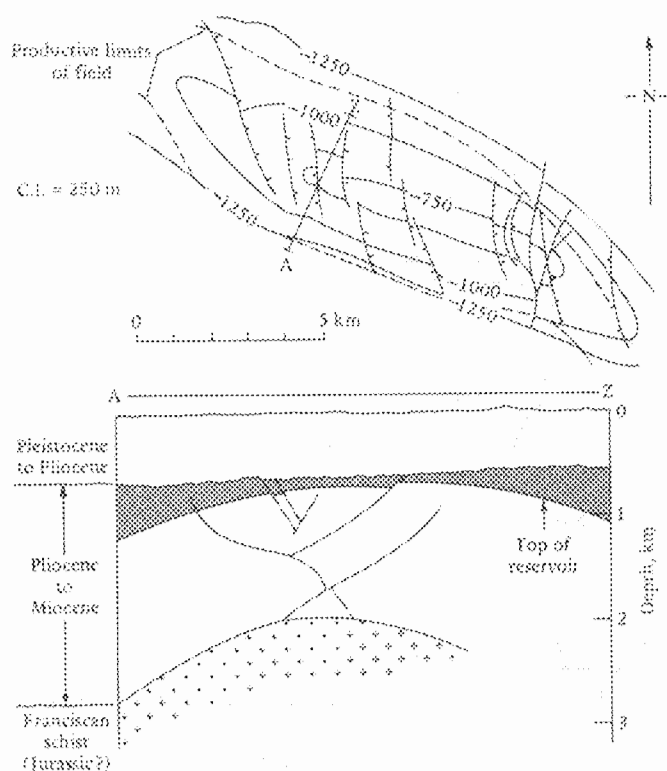 Productive limits
of field
-1250
N
-1000
C.I. = 250 m
-750
-1250
A
-1000
-1250
0
5 km
A
Z
0
Pleistocene
to Pliocene
1
Top of
reservoir
Pliocene
to
Miocene
Depth, km
2
Franciscan
schist
(Jurassic?)
3